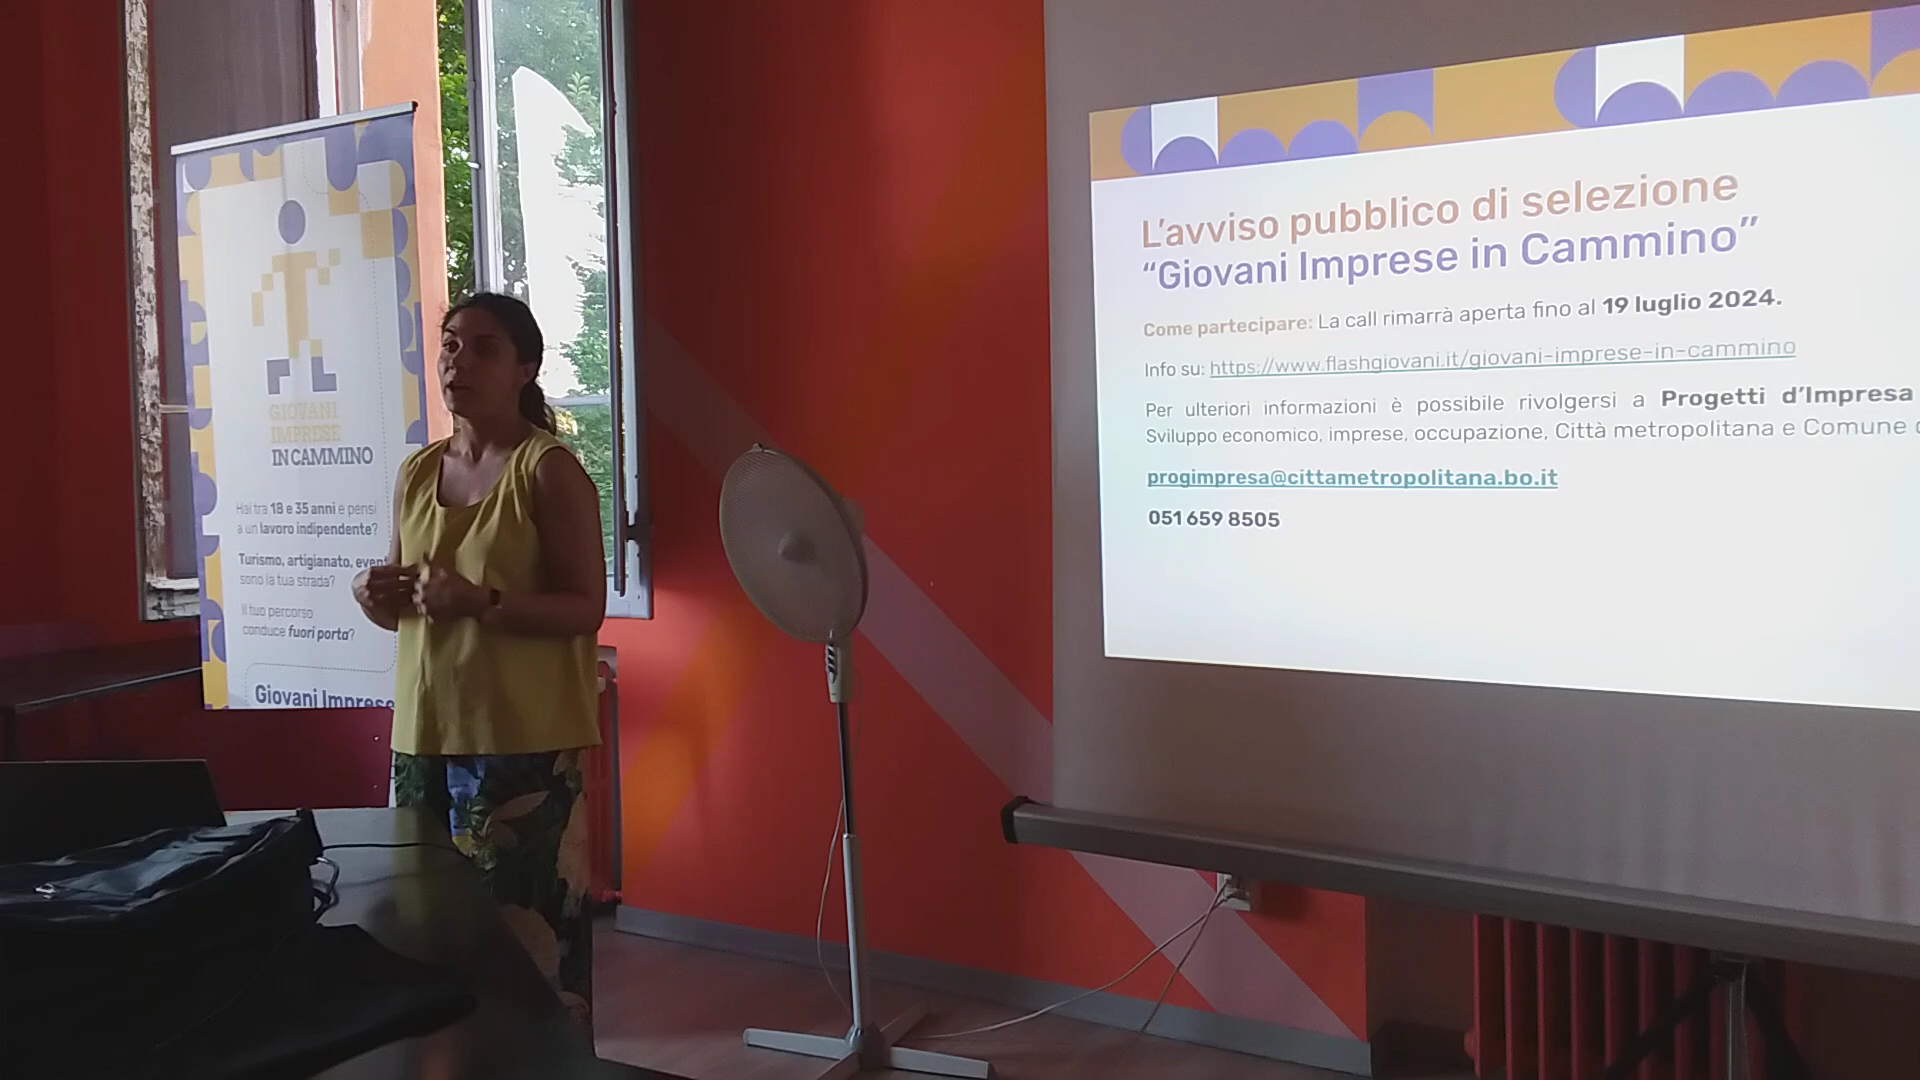 GIOVANI
IMPRESE
IN CAMMINO
Hai tra 18 e 35 anni e pensi
a un lavoro indipendente?
Turismo, artigianato, event
sono la tua strada?
Il tuo percorso
conduce fuori porta?
Giovani Imprese
L'avviso pubblico di selezione
“Giovani Imprese in Cammino”
Come partecipare: La call rimarrà aperta fino al 19 luglio 2024.
Info su: https://www.flashgiovani.it/giovani-imprese-in-cammino
Per ulteriori informazioni è possibile rivolgersi a Progetti d'Impresa
Sviluppo economico, imprese, occupazione, Città metropolitana e Comune
progimpresa@cittametropolitana.bo.it
051 659 8505